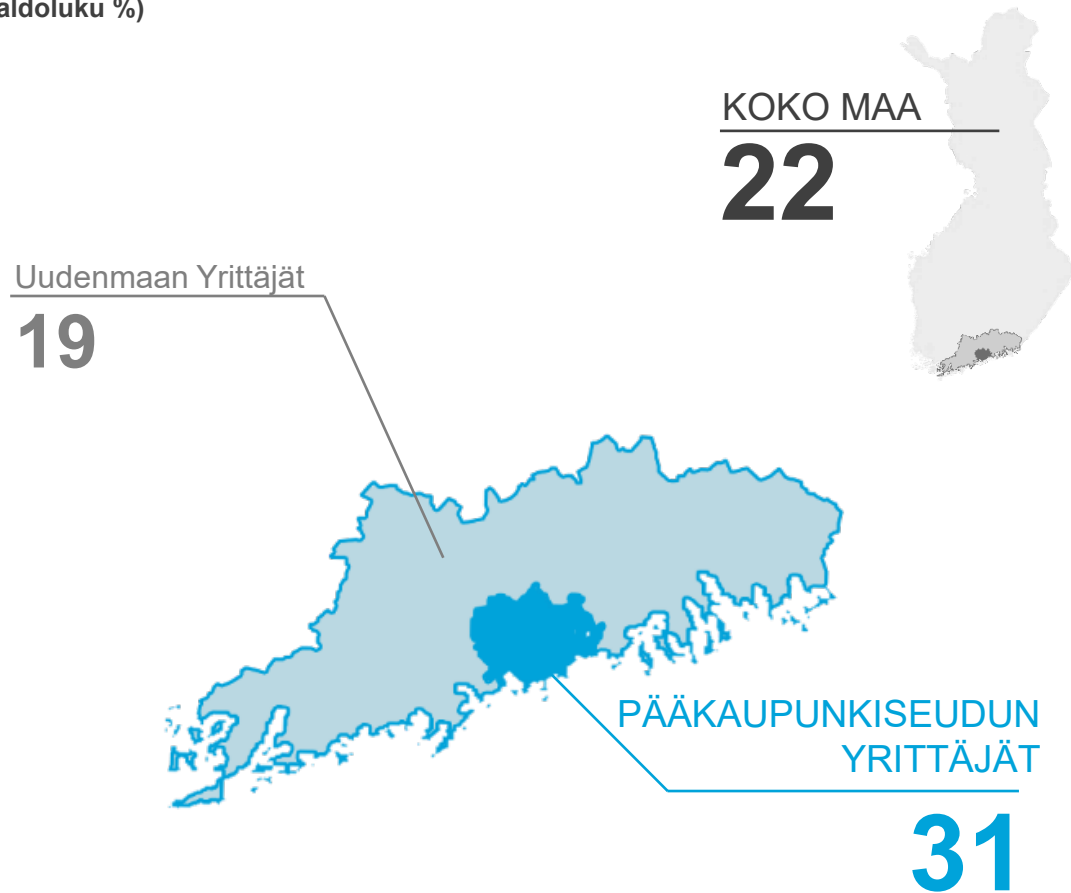 aldoluku %)
KOKO MAA
22
Uudenmaan Yrittäjät
19
PÄÄKAUPUNKISEUDUN
YRITTÄJÄT
31